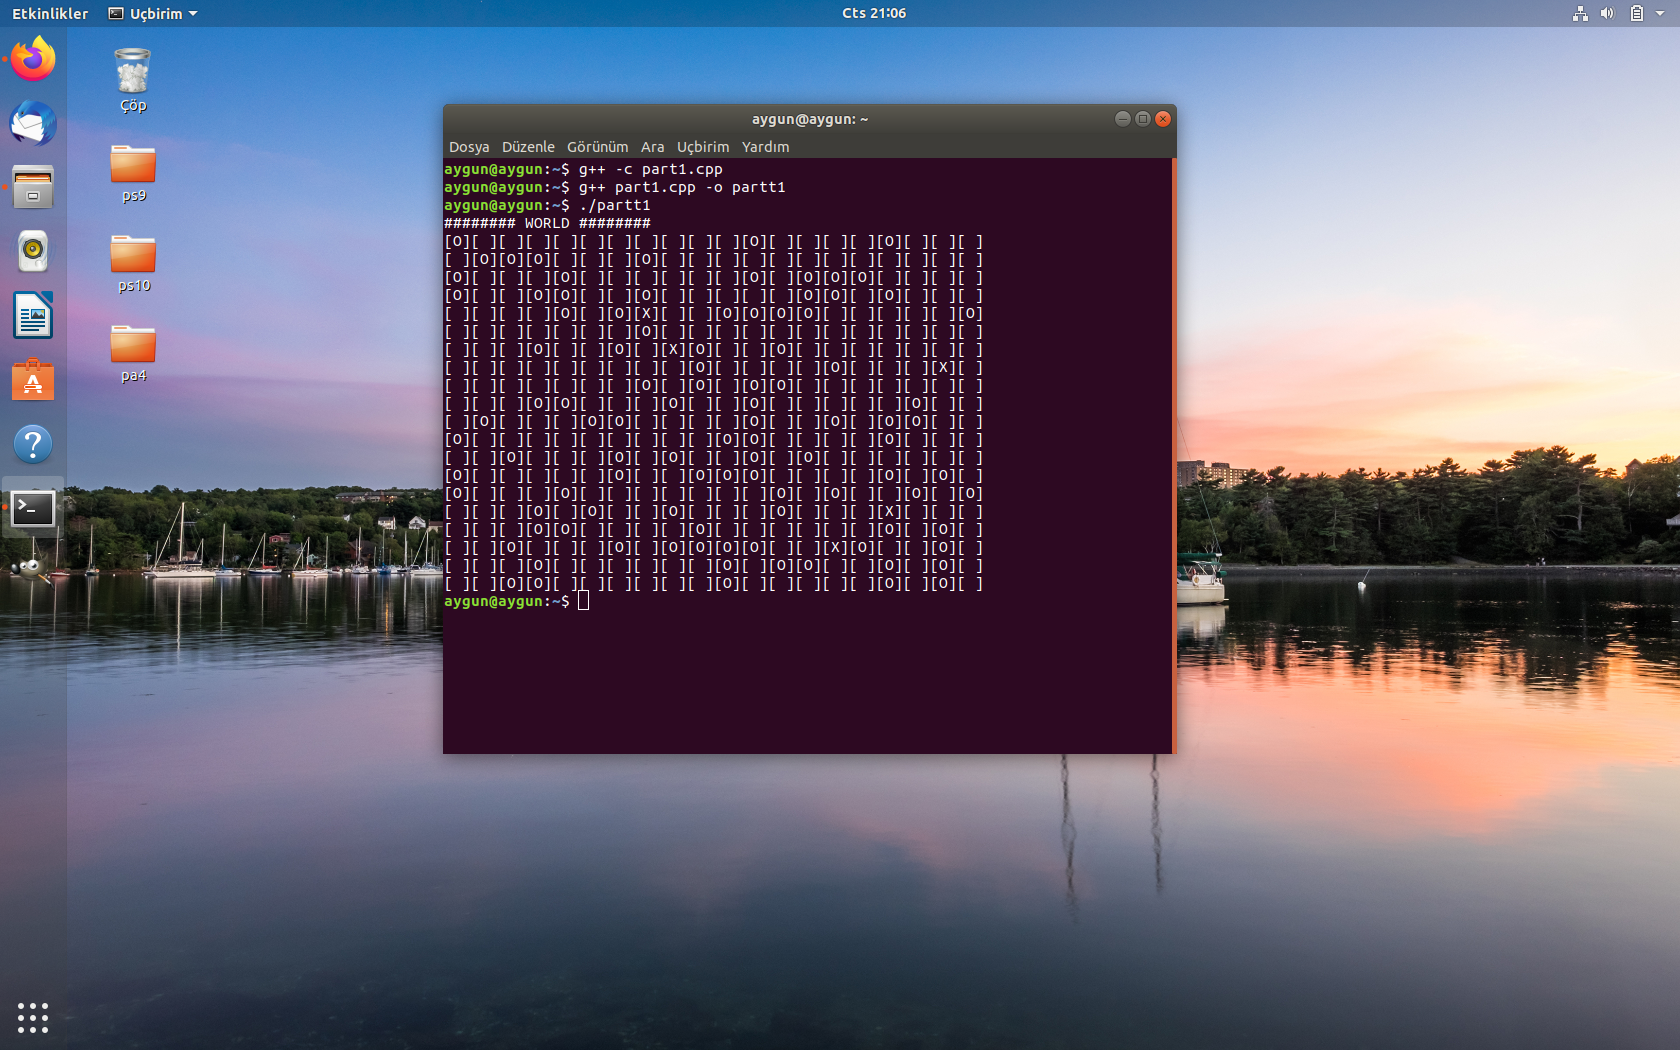 Etkinlikler Uçbirim Cts 21:06
Çöp
ps9
ps10
pa4
aygun@aygun: ~
Dosya Düzenle Görünüm Ara Uçbirim Yardım
aygun@aygun:~$ g++ -c part1.cpp
aygun@aygun:~$ g++ part1.cpp -o partt1
aygun@aygun:~$ ./partt1
######## WORLD ########
[O][ ][ ][ ][ ][ ][ ][ ][ ][ ][ ][O][ ][ ][ ][ ][O][ ][ ][ ]
[ ][O][O][O][ ][ ][ ][O][ ][ ][ ][ ][ ][ ][ ][ ][ ][ ][ ][ ]
[O][ ][ ][ ][O][ ][ ][ ][ ][ ][ ][O][ ][O][O][O][ ][ ][ ][ ]
[O][ ][ ][O][O][ ][ ][O][ ][ ][ ][ ][ ][O][O][ ][O][ ][ ][ ]
[ ][ ][ ][ ][O][ ][O][X][ ][ ][O][O][O][O][ ][ ][ ][ ][ ][O]
[ ][ ][ ][ ][ ][ ][ ][O][ ][ ][ ][ ][ ][ ][ ][ ][ ][ ][ ][ ]
[ ][ ][ ][O][ ][ ][O][ ][X][O][ ][ ][O][ ][ ][ ][ ][ ][ ][ ]
[ ][ ][ ][ ][ ][ ][ ][ ][ ][O][ ][ ][ ][ ][O][ ][ ][ ][X][ ]
[ ][ ][ ][ ][ ][ ][ ][O][ ][O][ ][O][O][ ][ ][ ][ ][ ][ ][ ]
[ ][ ][ ][O][O][ ][ ][ ][O][ ][ ][O][ ][ ][ ][ ][ ][O][ ][ ]
[ ][O][ ][ ][ ][O][O][ ][ ][ ][ ][O][ ][ ][O][ ][O][O][ ][ ]
[O][ ][ ][ ][ ][ ][ ][ ][ ][ ][O][O][ ][ ][ ][ ][O][ ][ ][ ]
[ ][ ][O][ ][ ][ ][O][ ][O][ ][ ][O][ ][O][ ][ ][ ][ ][ ][ ]
[O][ ][ ][ ][ ][ ][O][ ][ ][O][O][O][ ][ ][ ][ ][O][ ][O][ ]
[O][ ][ ][ ][O][ ][ ][ ][ ][ ][ ][ ][O][ ][O][ ][ ][O][ ][O]
[ ][ ][ ][O][ ][O][ ][ ][O][ ][ ][ ][O][ ][ ][ ][X][ ][ ][ ]
[ ][ ][ ][O][O][ ][ ][ ][ ][O][ ][ ][ ][ ][ ][ ][O][ ][O][ ]
[ ][ ][O][ ][ ][ ][O][ ][O][O][O][O][ ][ ][X][O][ ][ ][O][ ]
[ ][ ][ ][O][ ][ ][ ][ ][ ][ ][O][ ][O][O][ ][ ][O][ ][O][ ]
[ ][ ][O][O][ ][ ][ ][ ][ ][ ][O][ ][ ][ ][ ][ ][O][ ][O][ ]
aygun@aygun:~$